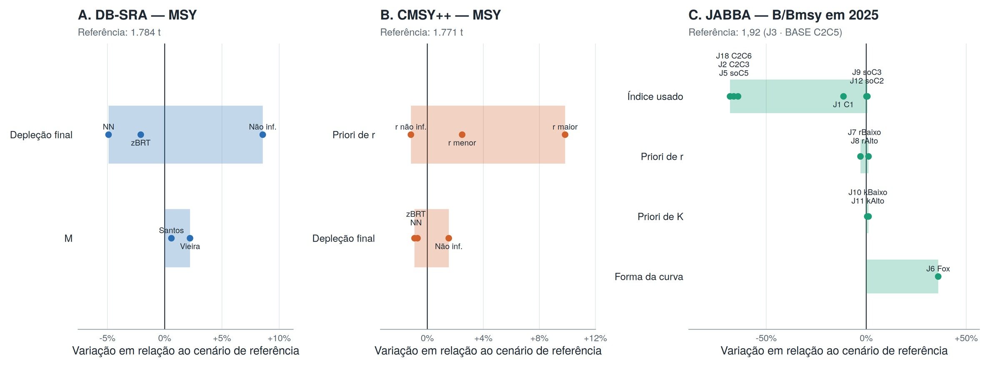 A. DB-SRA — MSY
Referência: 1.784 t
Depleção final
NN
zBRT
Não inf.
M
Santos
Vieira
-5%
0%
+5%
+10%
Variação em relação ao cenário de referência
B. CMSY++ — MSY
Referência: 1.771 t
Priori de r
r não inf.
r menor
r maior
Depleção final
zBRT
NN
Não inf.
0%
+4%
+8%
+12%
Variação em relação ao cenário de referência
C. JABBA — B/Bmsy em 2025
Referência: 1,92 (J3 · BASE C2C5)
Índice usado
J18 C2C6
J2 C2C3
J5 soC5
J1 C1
J9 soC3
J12 soC2
Priori de r
J7 rBaixo
J8 rAlto
Priori de K
J10 kBaixo
J11 kAlto
Forma da curva
J6 Fox
-50%
0%
+50%
Variação em relação ao cenário de referência